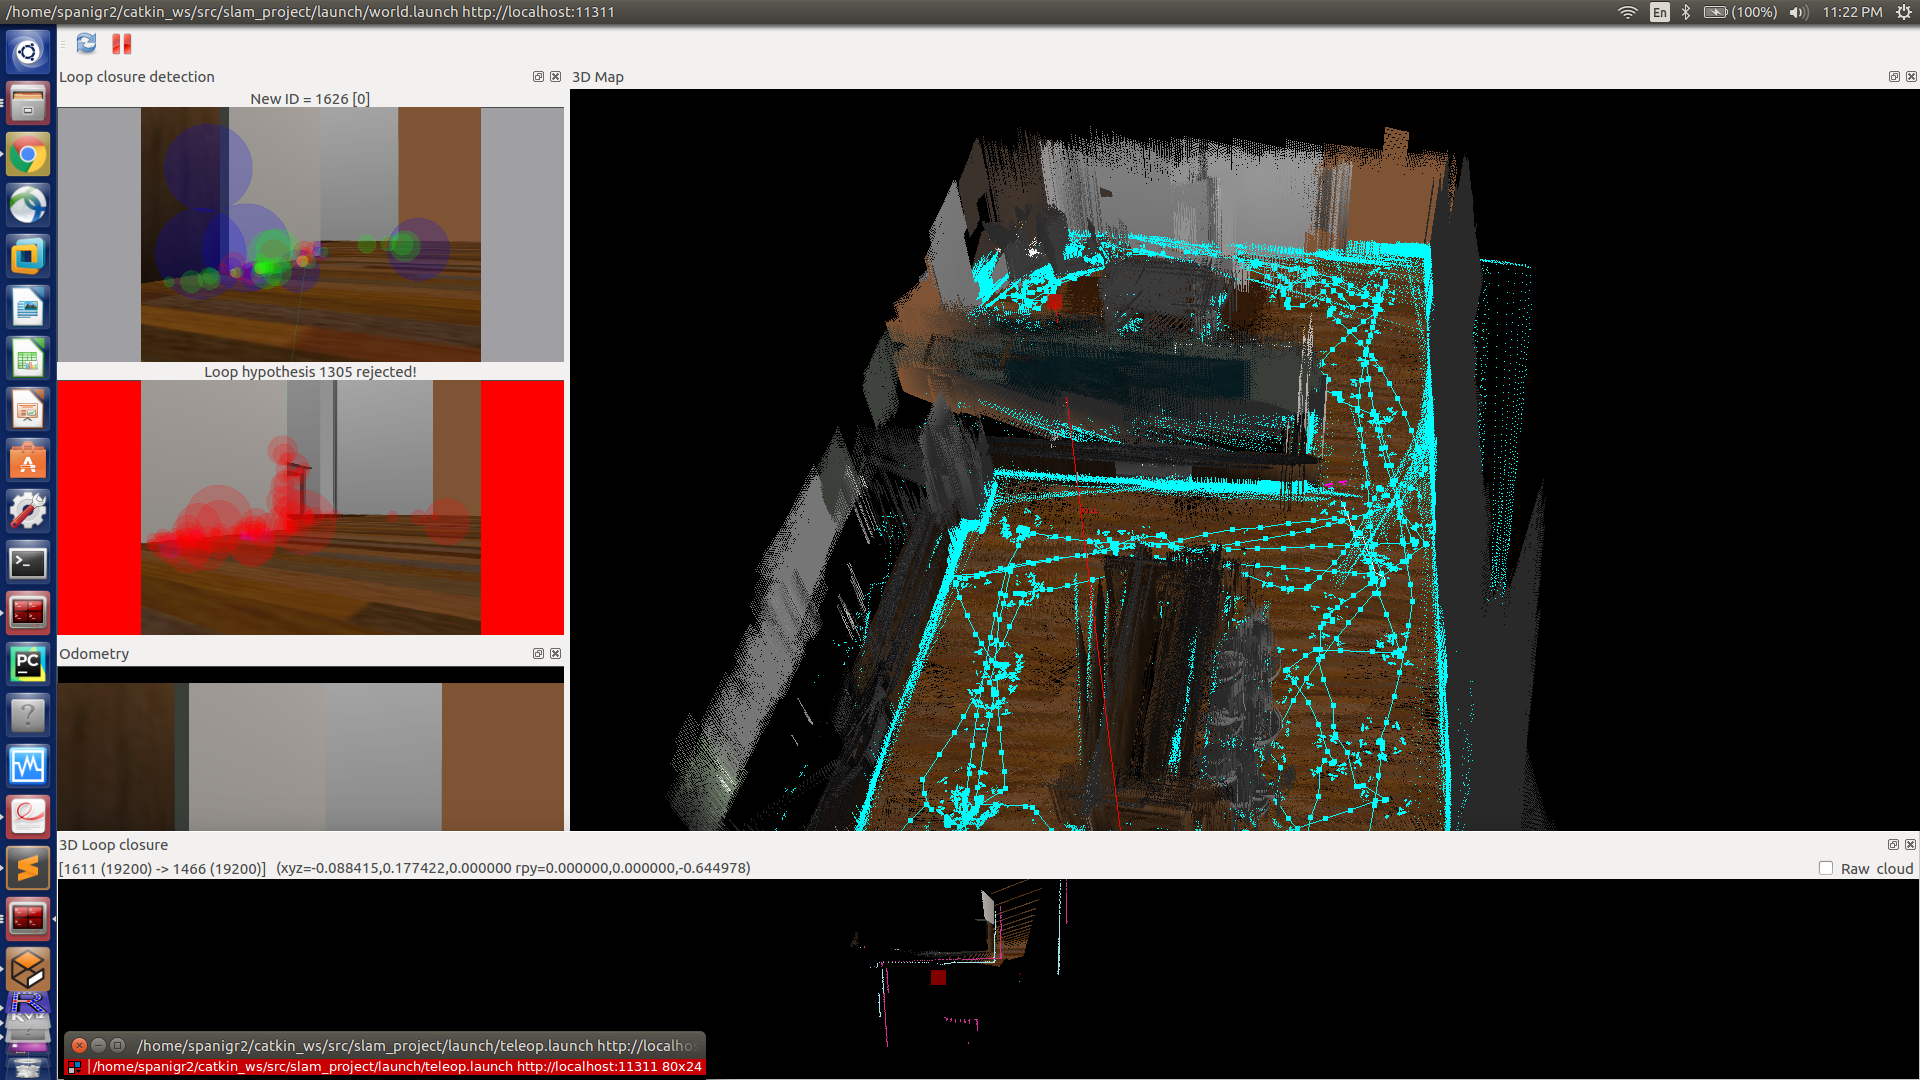 /home/spanigr2/catkin_ws/src/slam_project/launch/world.launch http://localhost:11311
En
(100%)
11:22 PM
Loop closure detection
3D Map
New ID = 1626 [0]
Loop hypothesis 1305 rejected!
Odometry
PC
3D Loop closure
[1611 (19200) -> 1466 (19200)] (xyz=-0.088415,0.177422,0.000000 rpy=0.000000,0.000000,-0.644978)
Raw cloud
/home/spanigr2/catkin_ws/src/slam_project/launch/teleop.launch http://localhos
/home/spanigr2/catkin_ws/src/slam_project/launch/teleop.launch http://localhost:11311 80x24